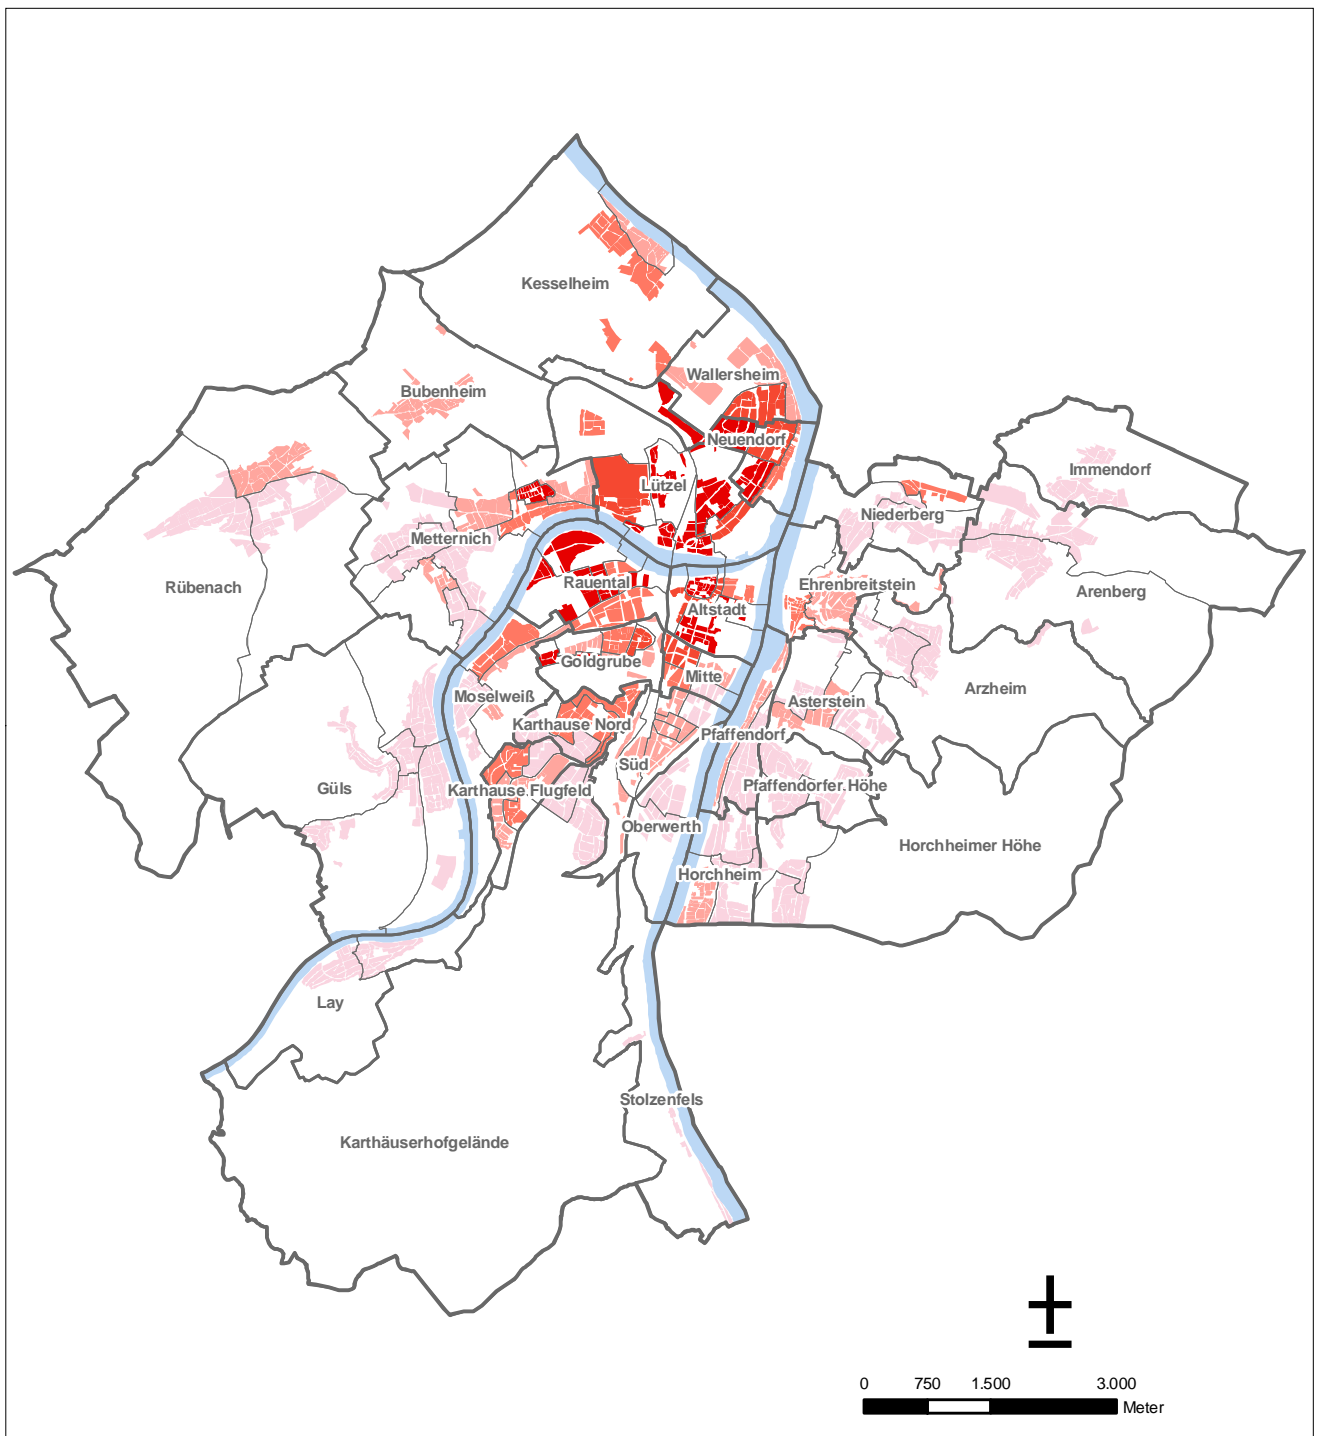 Kesselheim
Wallersheim
Bubenheim
Neuendorf
Immendorf
Lützel
Niederberg
Metternich
Rübenach
Rauental
Ehrenbreitstein
Arenberg
Altstadt
Goldgrube
Mitte
Arzheim
Moselweiß
Asterstein
Karthause Nord
Pfaffendorf
Süd
Güls
Karthause Flugfeld
Pfaffendorfer Höhe
Oberwerth
Horchheimer Höhe
Horchheim
Lay
Stolzenfels
Karthäuserhofgelände
0 750 1.500 3.000
Meter